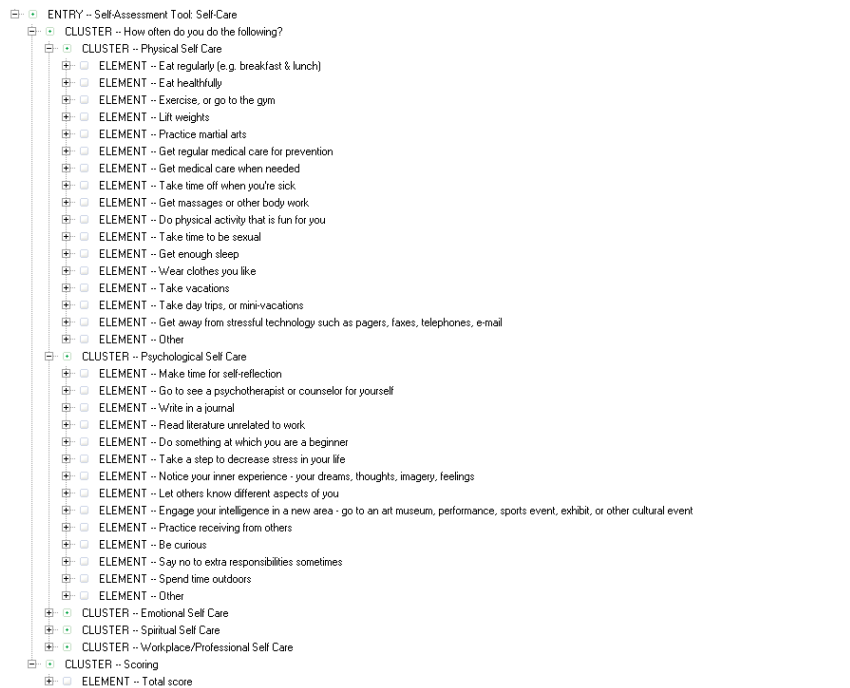 ENTRY -- Self-Assessment Tool: Self-Care
CLUSTER -- How often do you do the following?
CLUSTER -- Physical Self Care
ELEMENT -- Eat regularly (e.g. breakfast & lunch)
ELEMENT -- Eat healthfully
ELEMENT -- Exercise, or go to the gym
ELEMENT -- Lift weights
ELEMENT -- Practice martial arts
ELEMENT -- Get regular medical care for prevention
ELEMENT -- Get medical care when needed
ELEMENT -- Take time off when you're sick
ELEMENT -- Get massages or other body work
ELEMENT -- Do physical activity that is fun for you
ELEMENT -- Take time to be sexual
ELEMENT -- Get enough sleep
ELEMENT -- Wear clothes you like
ELEMENT -- Take vacations
ELEMENT -- Take day trips, or mini-vacations
ELEMENT -- Get away from stressful technology such as pagers, faxes, telephones, e-mail
ELEMENT -- Other
CLUSTER -- Psychological Self Care
ELEMENT -- Make time for self-reflection
ELEMENT -- Go to see a psychotherapist or counselor for yourself
ELEMENT -- Write in a journal
ELEMENT -- Read literature unrelated to work
ELEMENT -- Do something at which you are a beginner
ELEMENT -- Take a step to decrease stress in your life
ELEMENT -- Notice your inner experience - your dreams, thoughts, imagery, feelings
ELEMENT -- Let others know different aspects of you
ELEMENT -- Engage your intelligence in a new area - go to an art museum, performance, sports event, exhibit, or other cultural event
ELEMENT -- Practice receiving from others
ELEMENT -- Be curious
ELEMENT -- Say no to extra responsibilities sometimes
ELEMENT -- Spend time outdoors
ELEMENT -- Other
CLUSTER -- Emotional Self Care
CLUSTER -- Spiritual Self Care
CLUSTER -- Workplace/Professional Self Care
CLUSTER -- Scoring
ELEMENT -- Total score